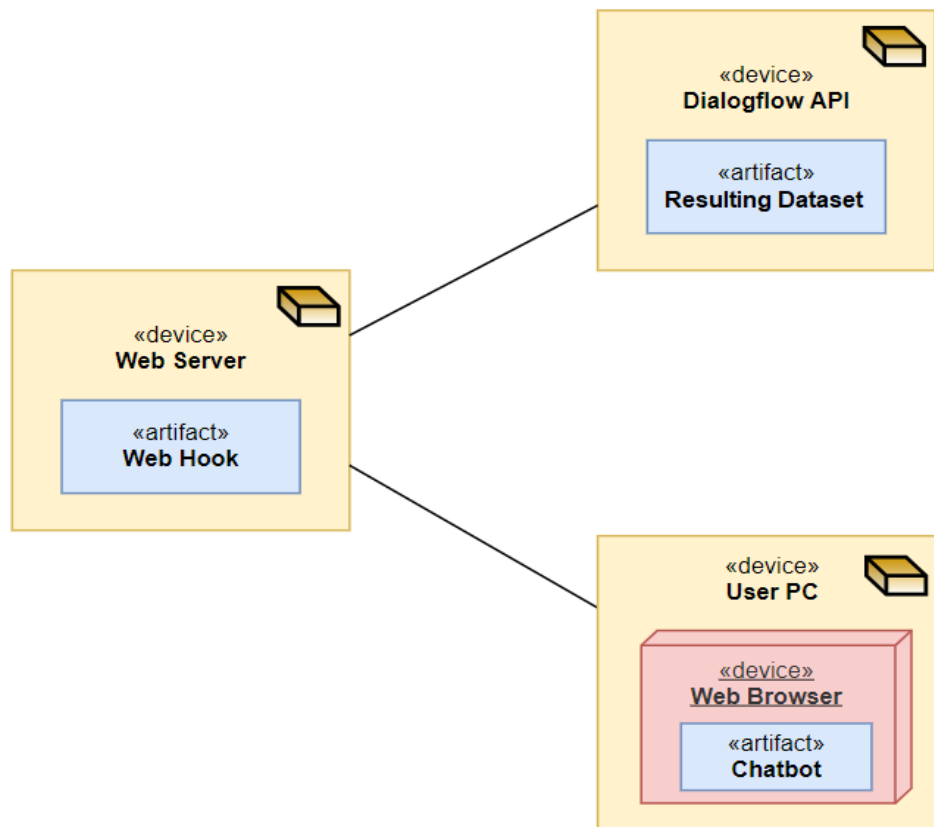 «device»
Dialogflow API
«artifact»
Resulting Dataset
«device»
Web Server
«artifact»
Web Hook
«device»
User PC
«device»
Web Browser
«artifact»
Chatbot